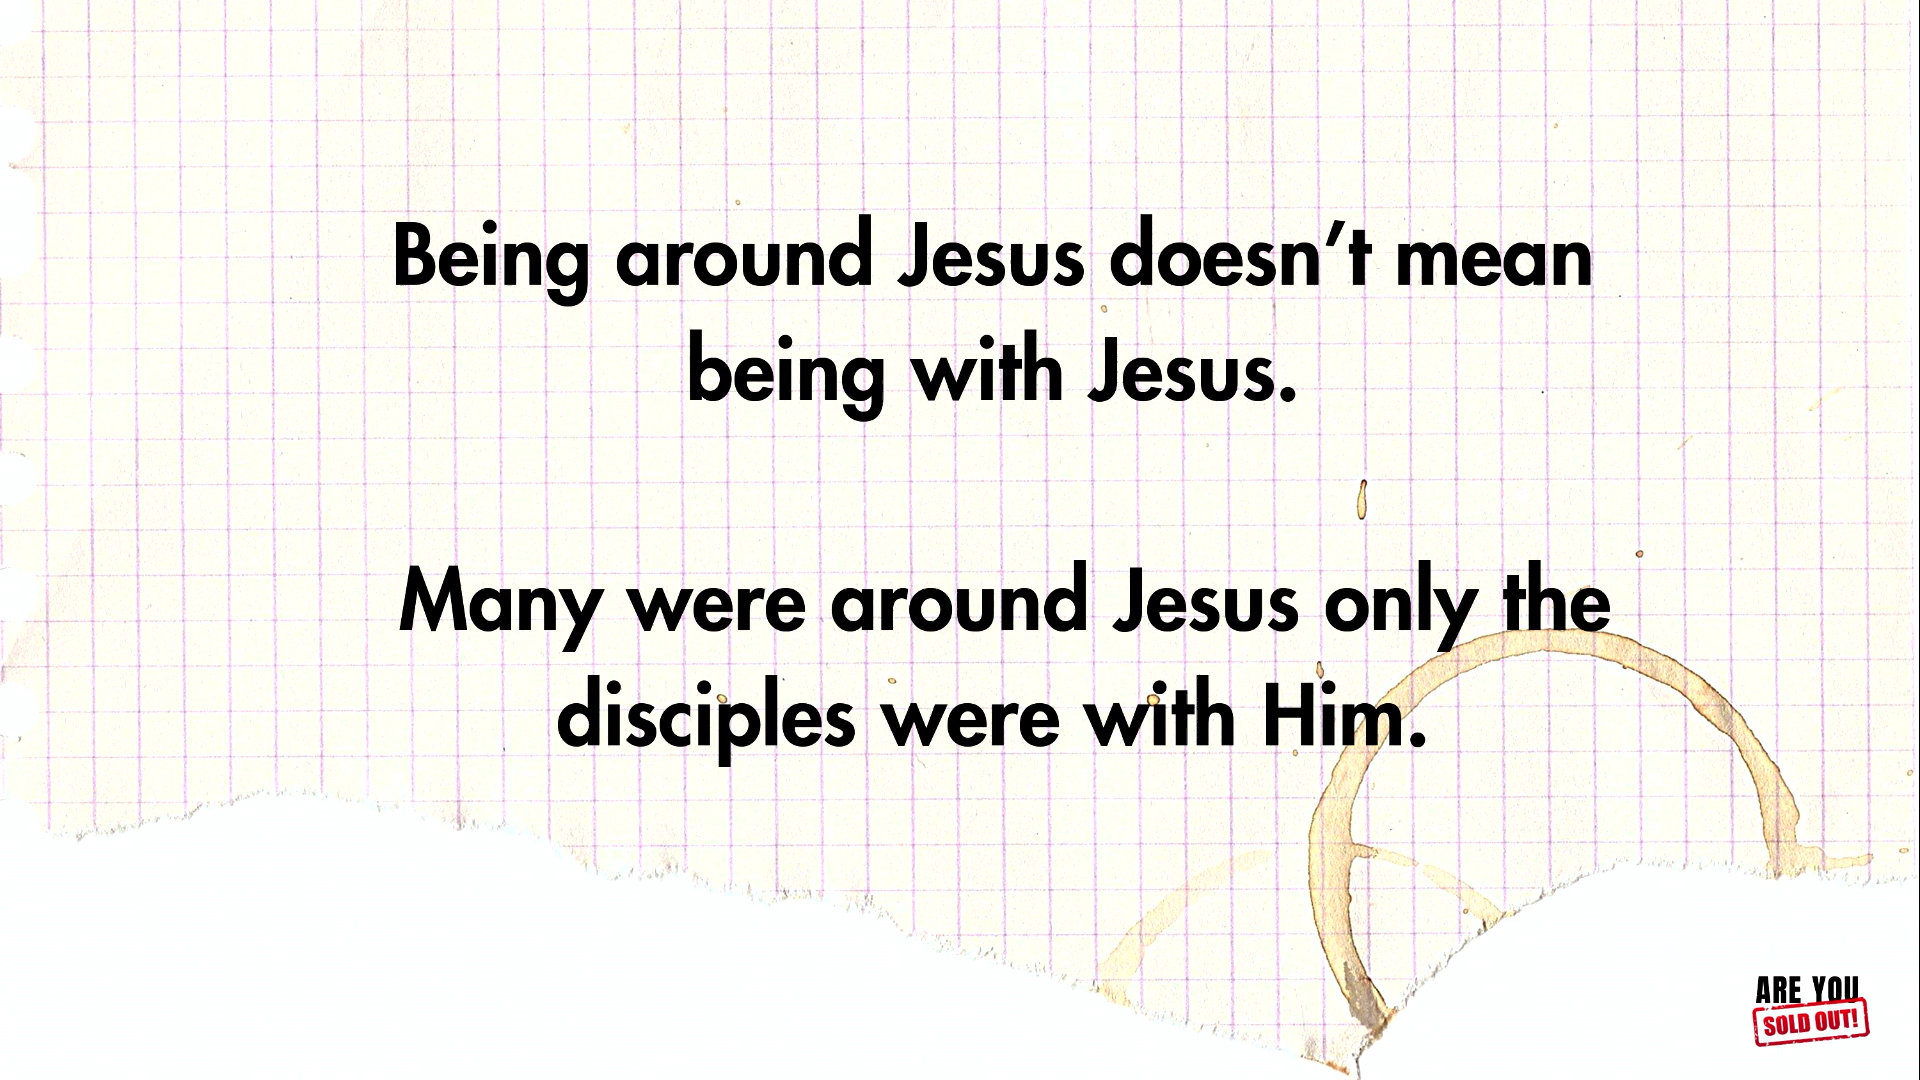 Being around Jesus doesn’t mean
being with Jesus.
Many were around Jesus only the
disciples were with Him.
ARE YOU
SOLD OUT!